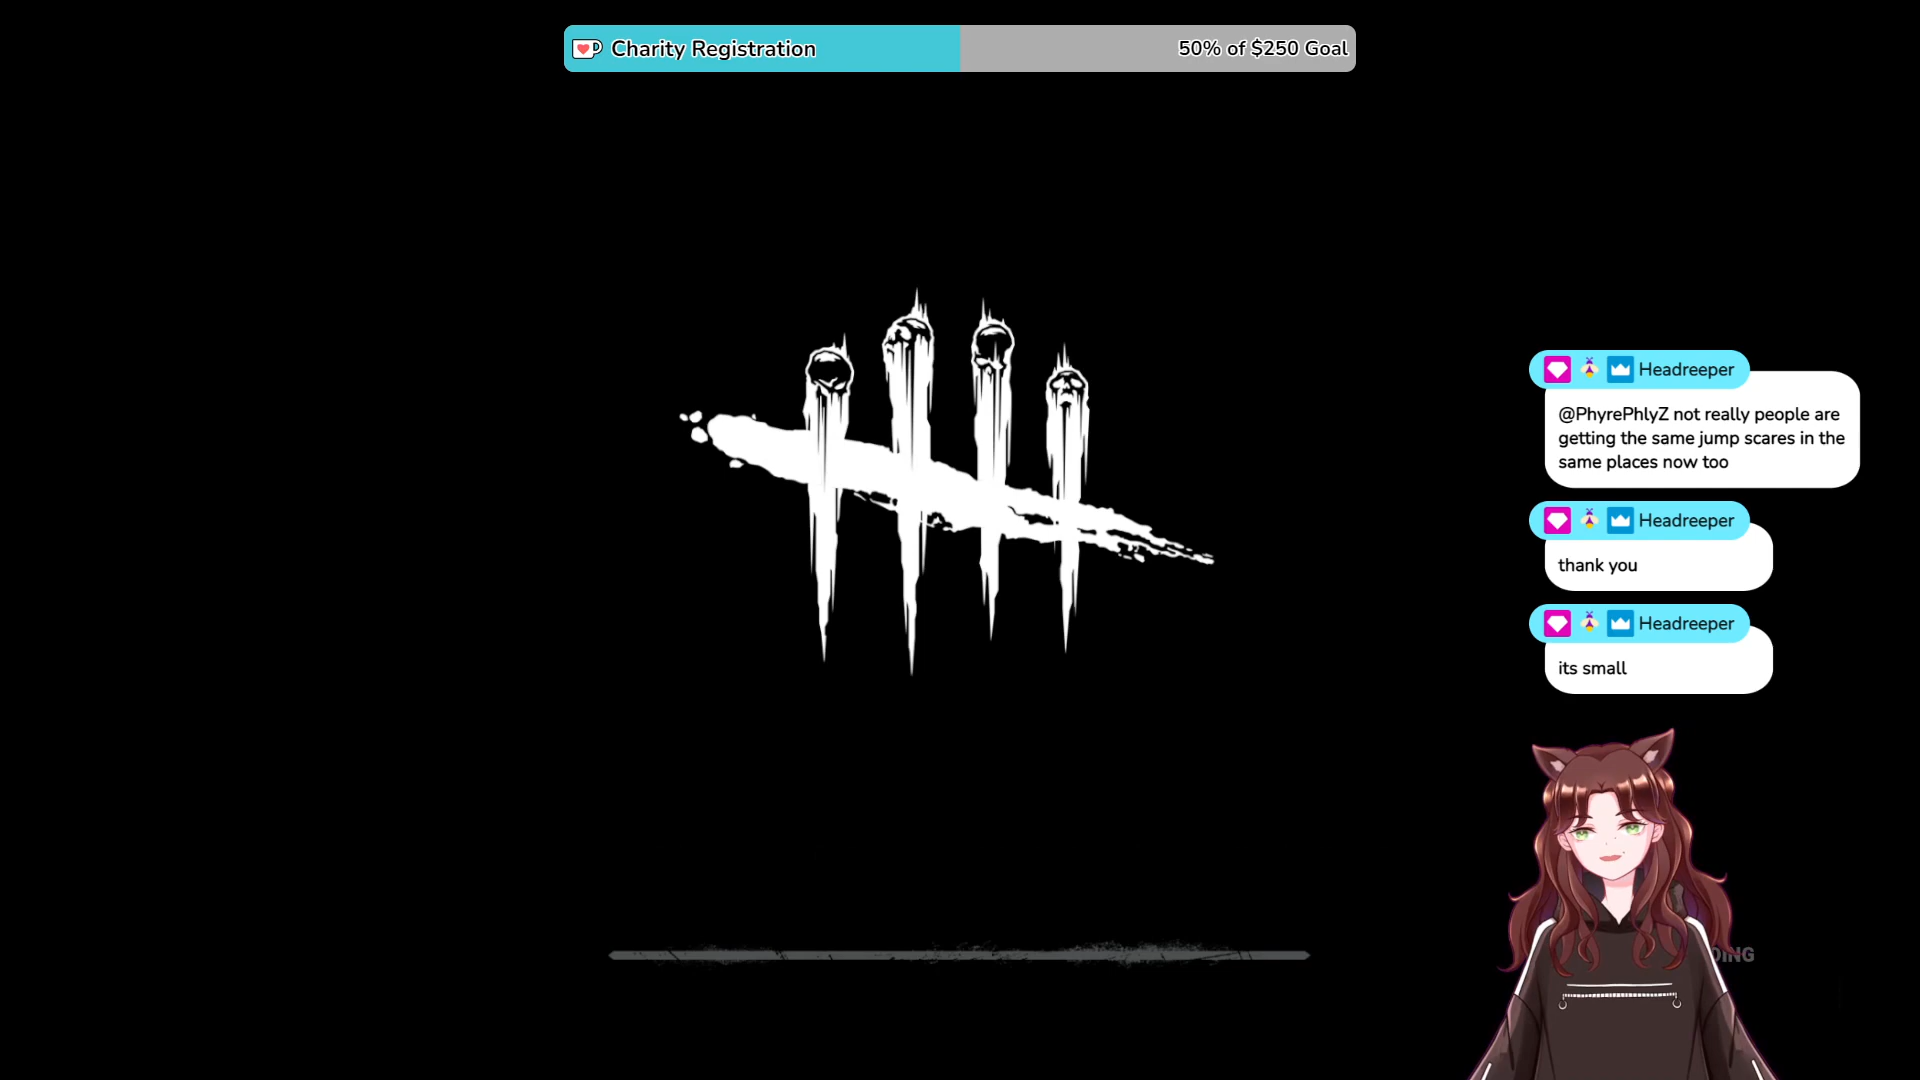 Charity Registration
50% of $250 Goal
Headreeper
@PhyrePhlyZ not really people are
getting the same jump scares in the
same places now too
Headreeper
thank you
Headreeper
its small